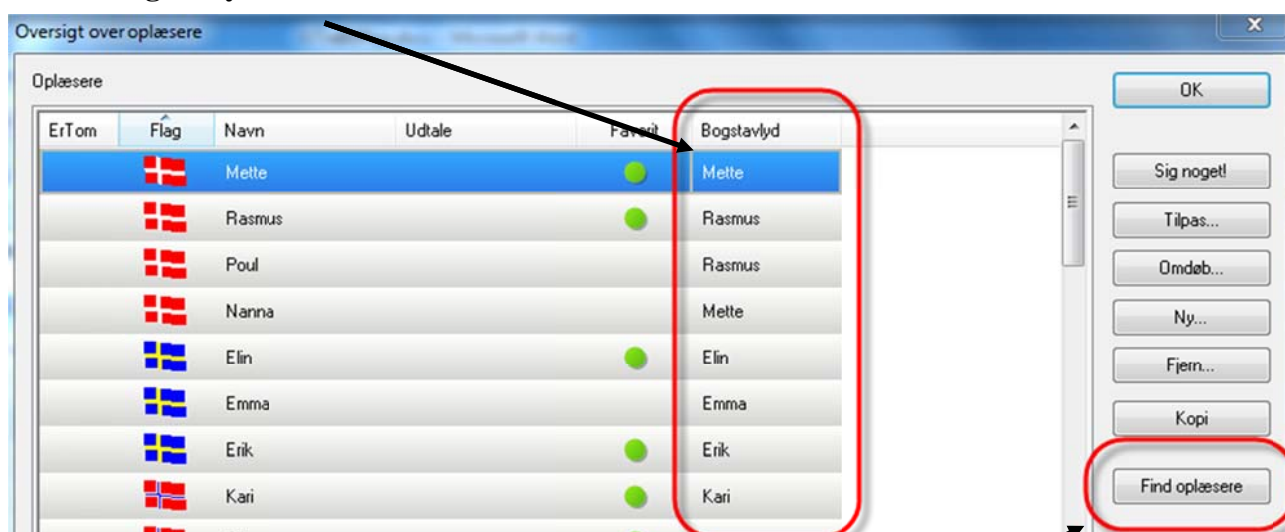 Oversigt over oplæsere
Oplæsere
OK
ErTom Flag Navn Udtale Favorit Bogstavlyd
Mette Mette
Sig noget!
Rasmus Rasmus
Tilpas...
Poul Rasmus
Omdøb...
Nanna Mette
Ny...
Elin Elin
Fjern...
Emma Emma
Kopi
Erik Erik
Find oplæsere
Kari Kari